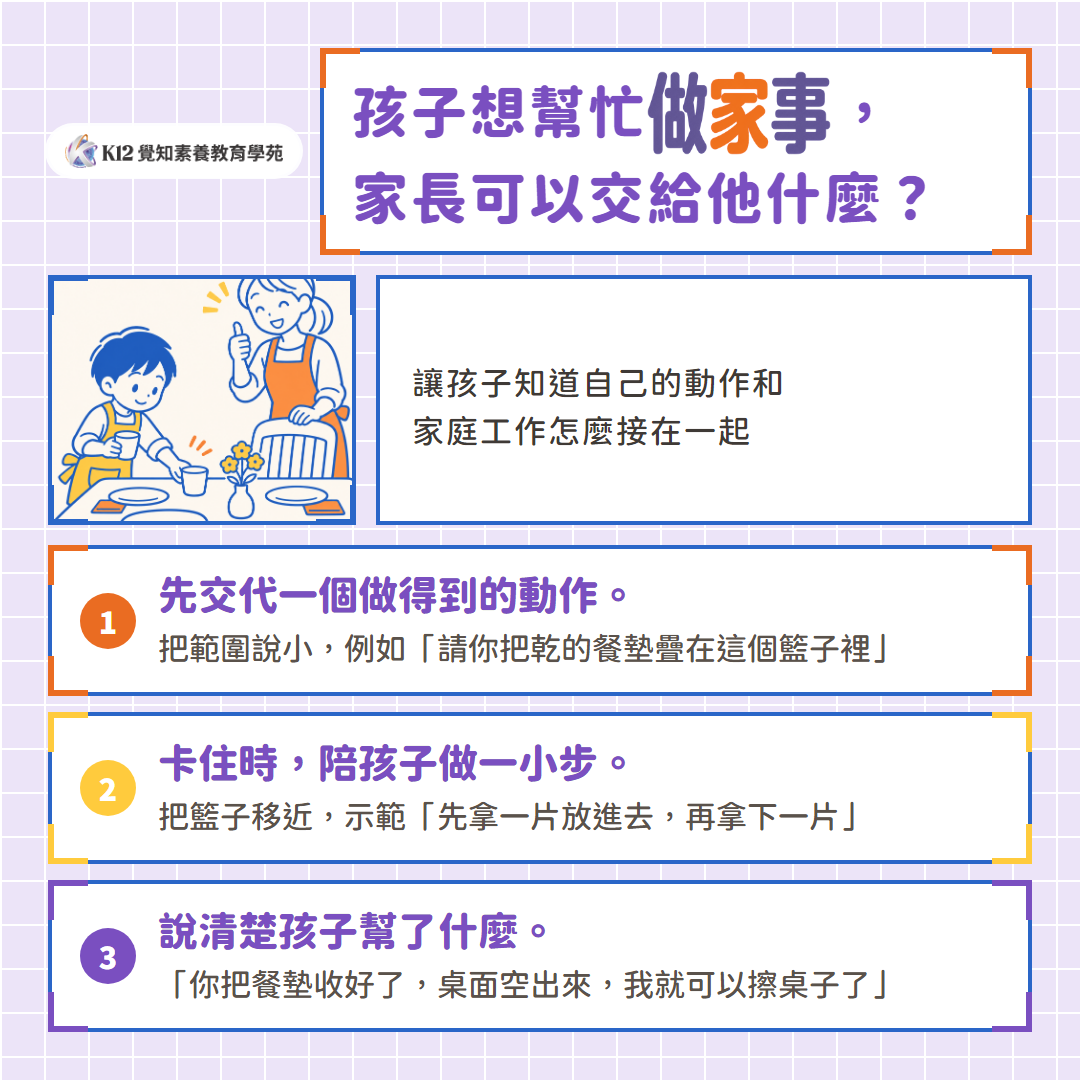 孩子想幫忙做家事，
家長可以交給他什麼？
K12 覺知素養教育學苑
讓孩子知道自己的動作和
家庭工作怎麼接在一起
1
先交代一個做得到的動作。
把範圍說小，例如「請你把乾的餐墊疊在這個籃子裡」
2
卡住時，陪孩子做一小步。
把籃子移近，示範「先拿一片放進去，再拿下一片」
3
說清楚孩子幫了什麼。
「你把餐墊收好了，桌面空出來，我就可以擦桌子了」